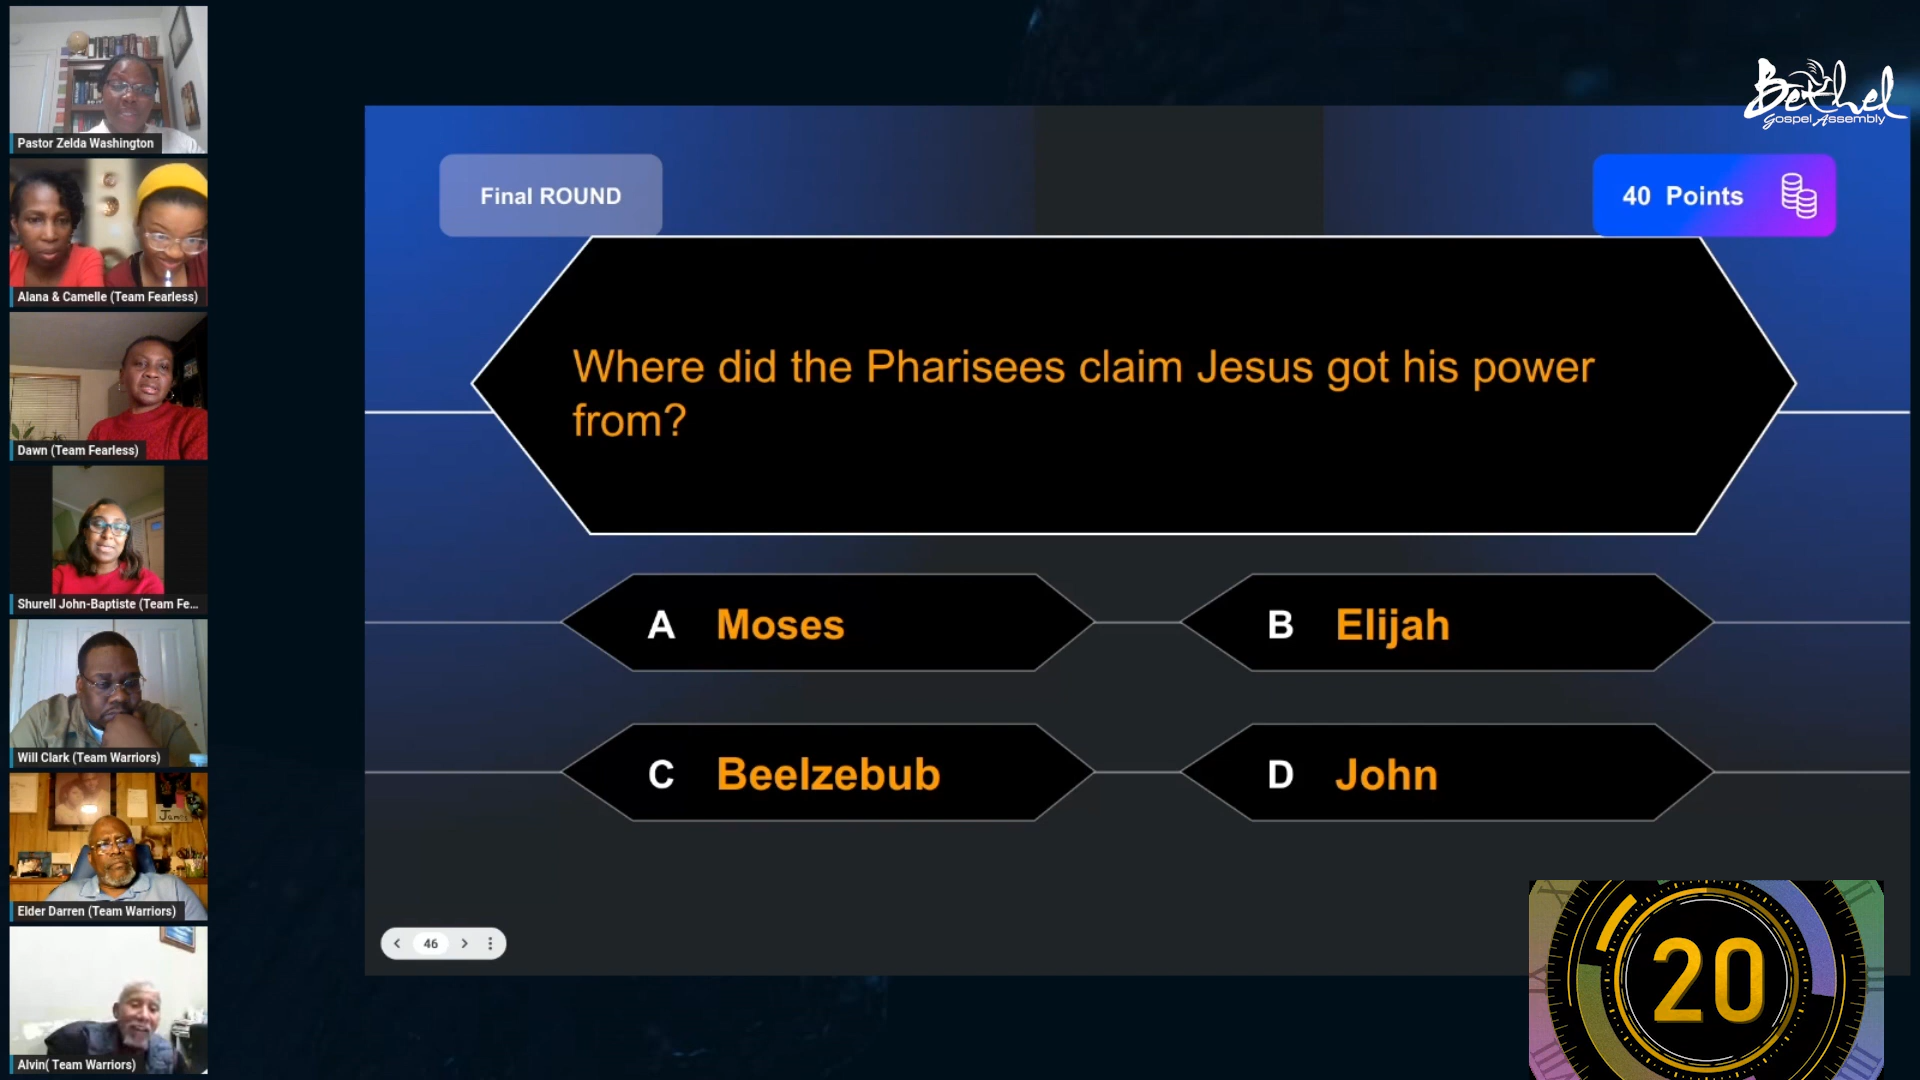 Pastor Zelda Washington
Alana & Camelle (Team Fearless)
Dawn (Team Fearless)
Shurell John-Baptiste (Team Fe...
Will Clark (Team Warriors)
Elder Darren (Team Warriors)
Alvin( Team Warriors)
Bethel
Gospel Assembly
Final ROUND
40 Points
Where did the Pharisees claim Jesus got his power
from?
A Moses
B Elijah
C Beelzebub
D John
46
20